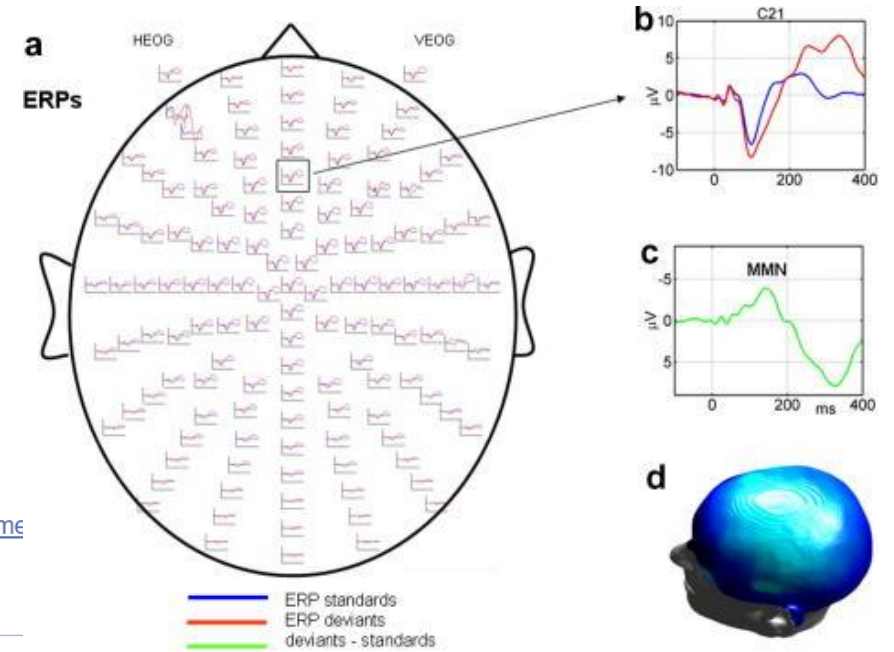 a
HEOG
VEOG
ERPs
me
ERP standards
ERP deviants
deviants - standards
b
C21
10
5
0
-5
-10
µV
0
200
400
c
MMN
-5
0
5
µV
0
200
ms
400
d